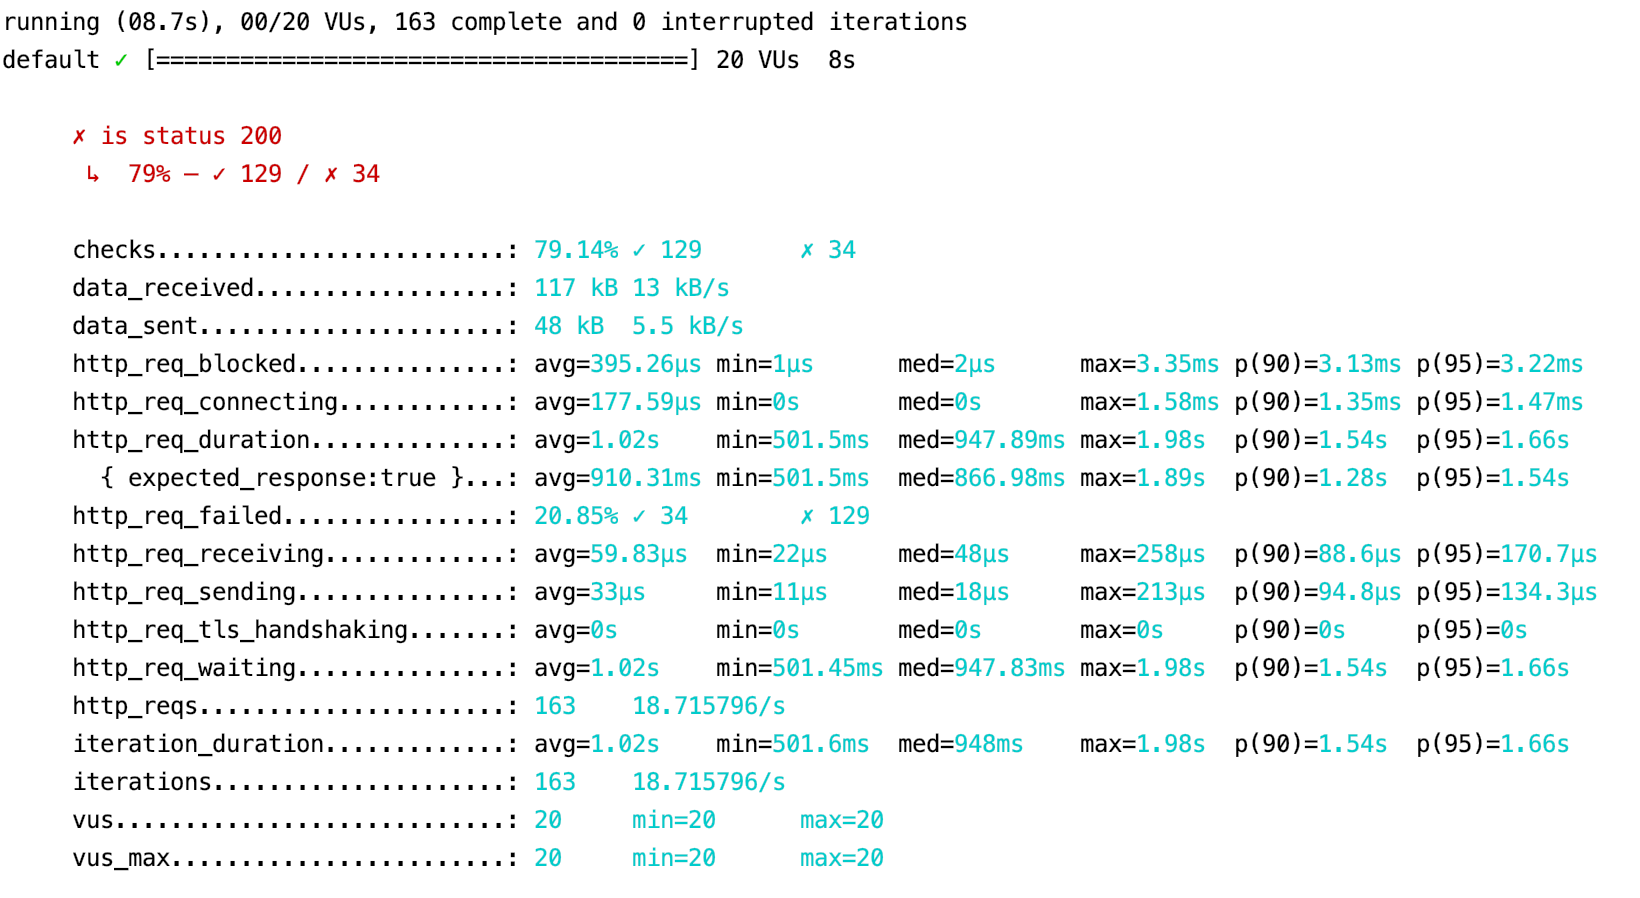 running (08.7s), 00/20 VUs, 163 complete and 0 interrupted iterations
default ✓ [======================================] 20 VUs  8s
✗ is status 200
↳  79% — ✓ 129 / ✗ 34
checks.........................: 79.14% ✓ 129       ✗ 34
data_received..................: 117 kB 13 kB/s
data_sent......................: 48 kB  5.5 kB/s
http_req_blocked...............: avg=395.26µs min=1µs      med=2µs      max=3.35ms p(90)=3.13ms p(95)=3.22ms
http_req_connecting............: avg=177.59µs min=0s       med=0s       max=1.58ms p(90)=1.35ms p(95)=1.47ms
http_req_duration..............: avg=1.02s    min=501.5ms  med=947.89ms max=1.98s  p(90)=1.54s  p(95)=1.66s
{ expected_response:true }...: avg=910.31ms min=501.5ms  med=866.98ms max=1.89s  p(90)=1.28s  p(95)=1.54s
http_req_failed................: 20.85% ✓ 34        ✗ 129
http_req_receiving.............: avg=59.83µs  min=22µs     med=48µs     max=258µs  p(90)=88.6µs p(95)=170.7µs
http_req_sending...............: avg=33µs     min=11µs     med=18µs     max=213µs  p(90)=94.8µs p(95)=134.3µs
http_req_tls_handshaking.......: avg=0s       min=0s       med=0s       max=0s     p(90)=0s     p(95)=0s
http_req_waiting...............: avg=1.02s    min=501.45ms med=947.83ms max=1.98s  p(90)=1.54s  p(95)=1.66s
http_reqs......................: 163    18.715796/s
iteration_duration.............: avg=1.02s    min=501.6ms  med=948ms    max=1.98s  p(90)=1.54s  p(95)=1.66s
iterations.....................: 163    18.715796/s
vus............................: 20     min=20      max=20
vus_max........................: 20     min=20      max=20